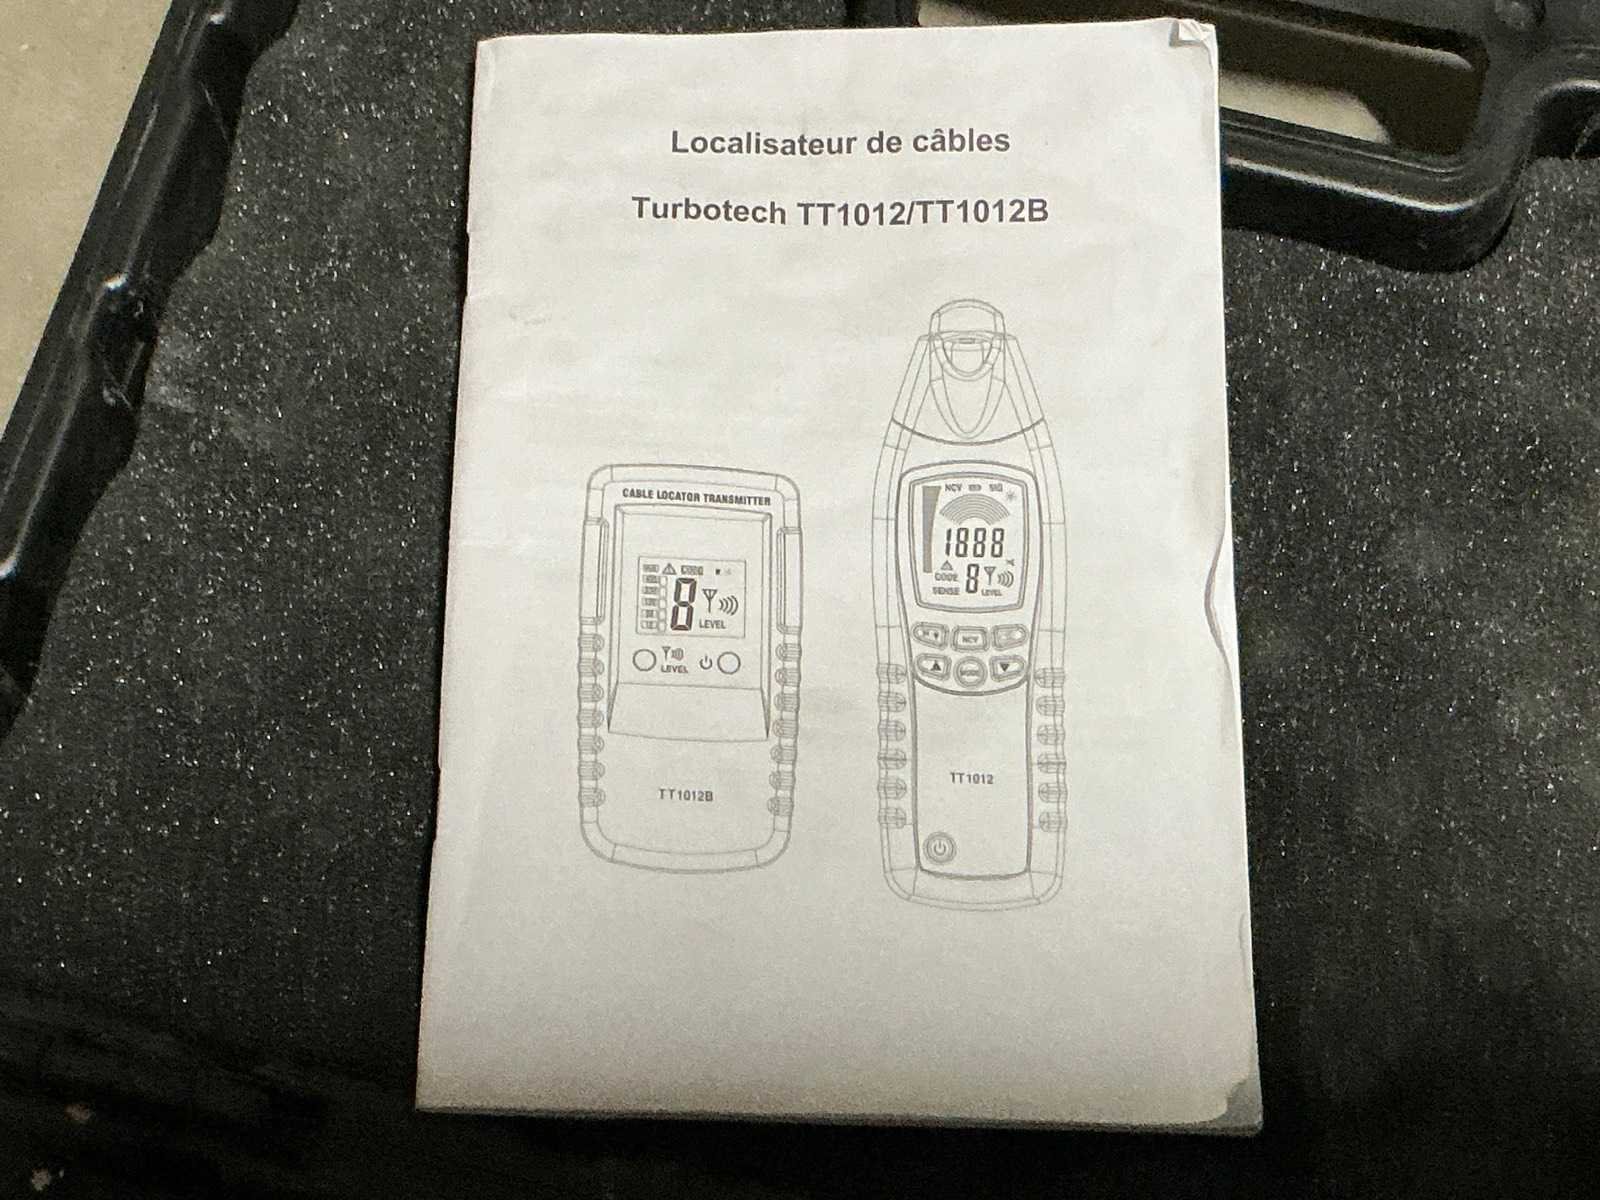 Localisateur de câbles
Turbotech TT1012/TT1012B
CABLE LOCATOR TRANSMITTER
8
LEVEL
LEVEL
TT1012B
NCV SIG
1888
CODE 8
SENSE LEVEL
NCV
TT1012